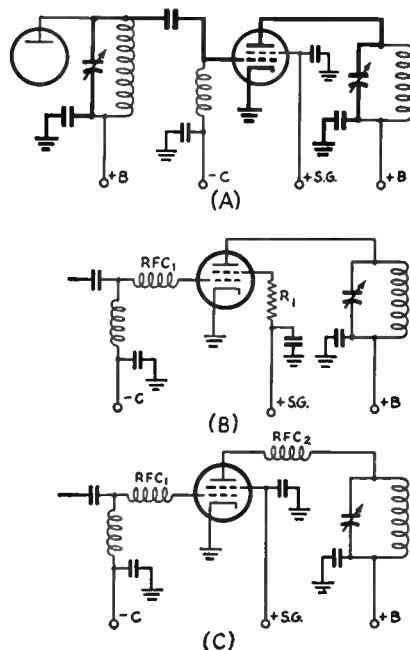 +B
-C
+S.G.
+B
(A)
RFC1
R1
-C
+S.G.
+B
(B)
RFC2
RFC1
-C
+S.G.
+B
(C)